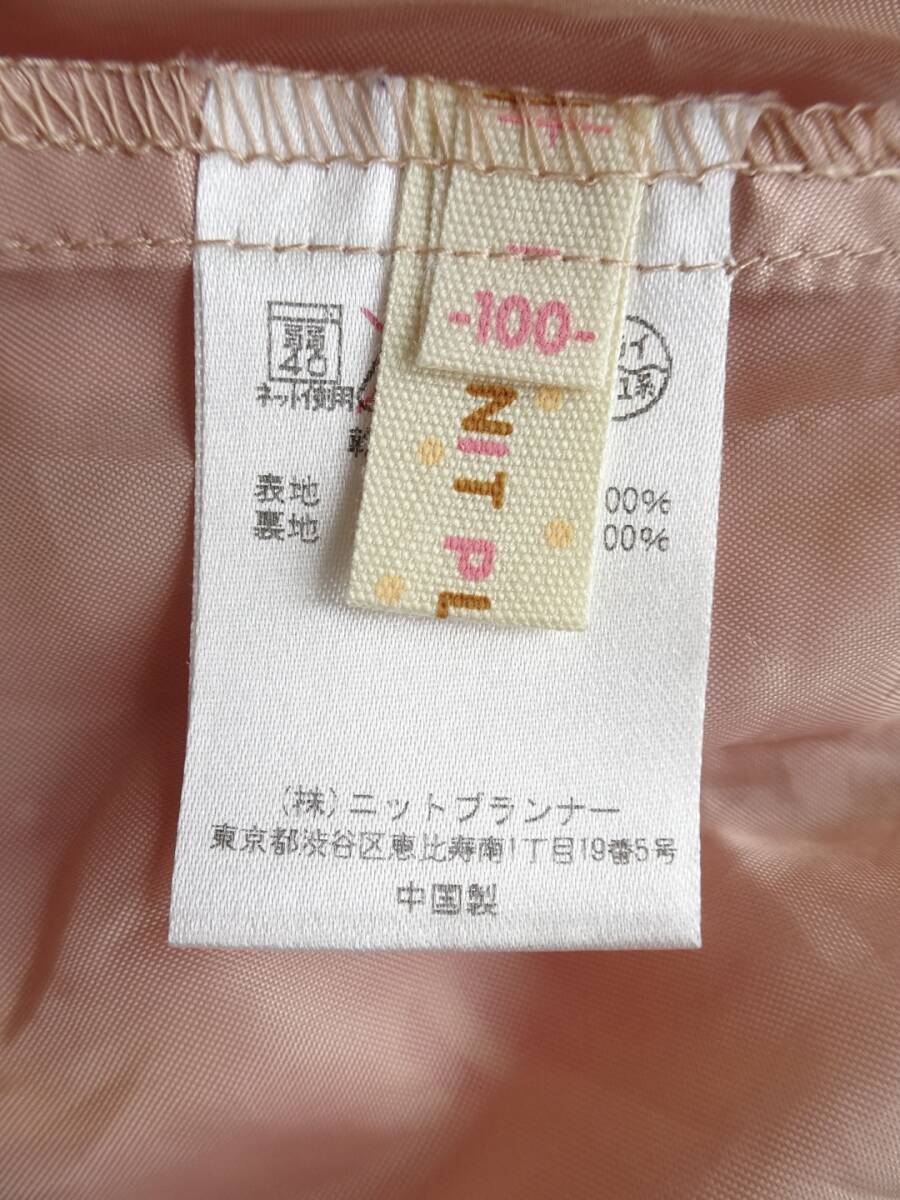 -100-
NIT PL
弱
40
ネット使用
表地 00%
裏地 00%
(株)ニットプランナー
東京都渋谷区恵比寿南1丁目19番5号
中国製